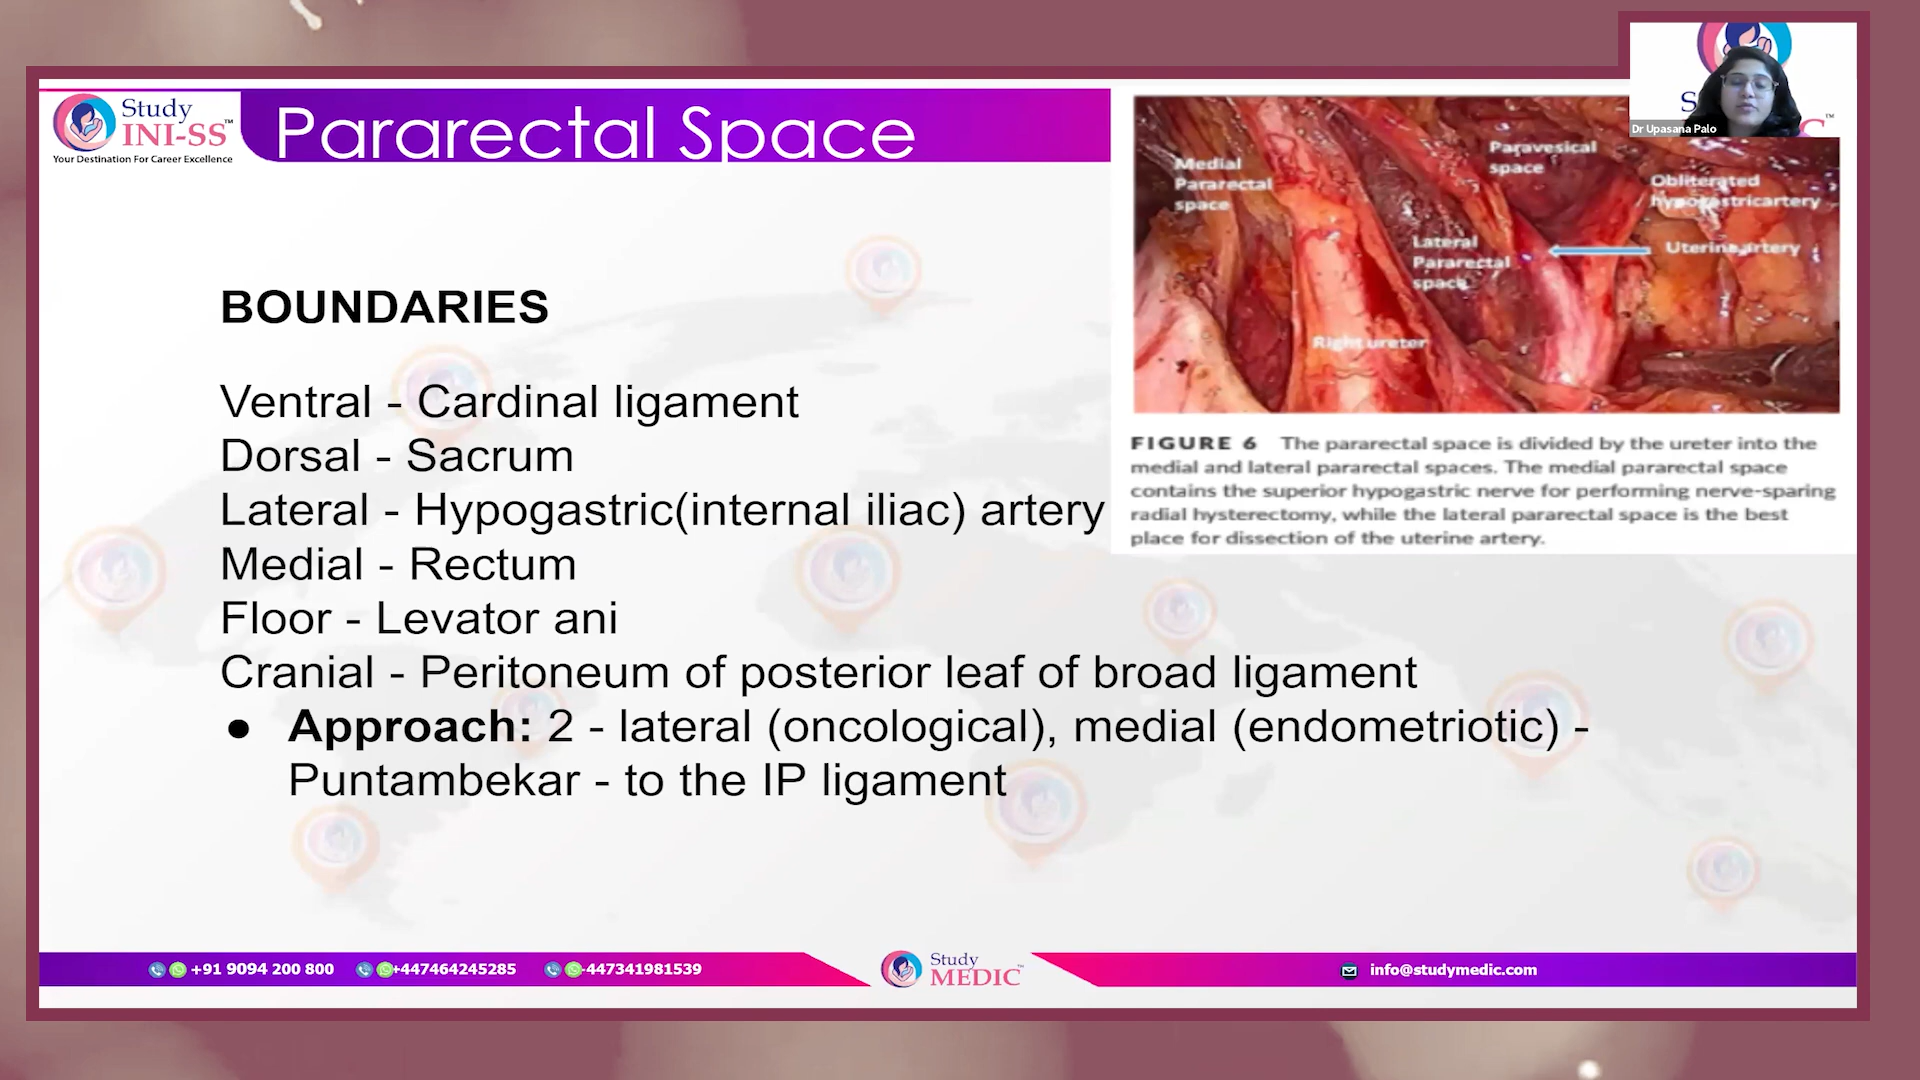 Study
INI-SS™
Your Destination For Career Excellence
Pararectal Space
BOUNDARIES
Ventral - Cardinal ligament
Dorsal - Sacrum
Lateral - Hypogastric(internal iliac) artery
Medial - Rectum
Floor - Levator ani
Cranial - Peritoneum of posterior leaf of broad ligament
● Approach: 2 - lateral (oncological), medial (endometriotic) -
Puntambekar - to the IP ligament
Medial
Pararectal
space
Paravesical
space
Obliterated
hypogastricartery
Lateral
Pararectal
space
Uterine artery
Right ureter
FIGURE 6 The pararectal space is divided by the ureter into the
medial and lateral pararectal spaces. The medial pararectal space
contains the superior hypogastric nerve for performing nerve-sparing
radial hysterectomy, while the lateral pararectal space is the best
place for dissection of the uterine artery.
Dr Upasana Palo
+91 9094 200 800
+447464245285
-447341981539
Study
MEDIC™
info@studymedic.com